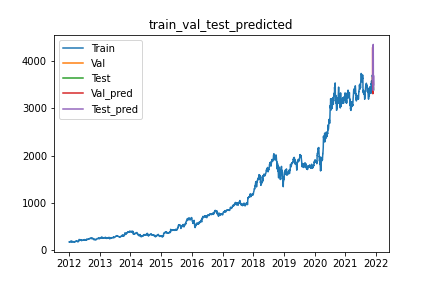 train_val_test_predicted
Train
Val
Test
Val_pred
Test_pred
4000
3000
2000
1000
0
2012 2013 2014 2015 2016 2017 2018 2019 2020 2021 2022